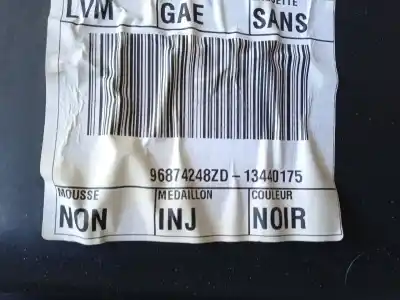 LVM GAE SANS
96874248ZD-13440175
MOUSSE MEDAILLON COULEUR
NON INJ NOIR